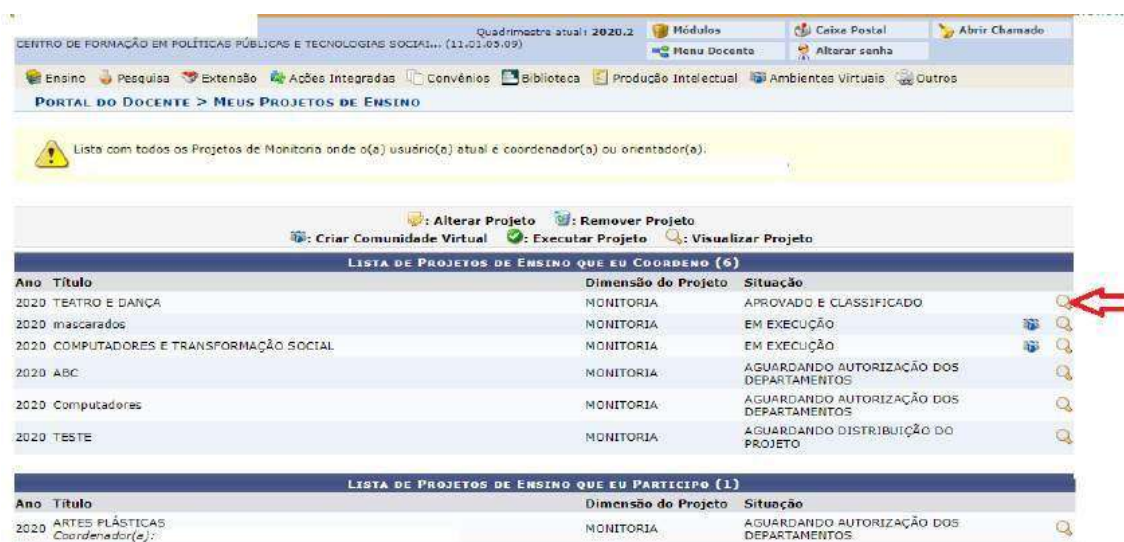 Quadrimestre atual: 2020.2 Módulos Caixa Postal Abrir Chamado
CENTRO DE FORMAÇÃO EM POLÍTICAS PÚBLICAS E TECNOLOGIAS SOCIAI... (11.01.05.09) Menu Docente Alterar senha
Ensino Pesquisa Extensão Ações Integradas Convênios Biblioteca Produção Intelectual Ambientes Virtuais Outros
PORTAL DO DOCENTE > MEUS PROJETOS DE ENSINO
Lista com todos os Projetos de Monitoria onde o(a) usuário(a) atual é coordenador(a) ou orientador(a).
: Alterar Projeto : Remover Projeto
: Criar Comunidade Virtual : Executar Projeto : Visualizar Projeto
LISTA DE PROJETOS DE ENSINO QUE EU COORDENO (6)
Ano Título Dimensão do Projeto Situação
2020 TEATRO E DANÇA MONITORIA APROVADO E CLASSIFICADO
2020 mascarados MONITORIA EM EXECUÇÃO
2020 COMPUTADORES E TRANSFORMAÇÃO SOCIAL MONITORIA EM EXECUÇÃO
2020 ABC MONITORIA AGUARDANDO AUTORIZAÇÃO DOS
DEPARTAMENTOS
2020 Computadores MONITORIA AGUARDANDO AUTORIZAÇÃO DOS
DEPARTAMENTOS
2020 TESTE MONITORIA AGUARDANDO DISTRIBUIÇÃO DO
PROJETO
LISTA DE PROJETOS DE ENSINO QUE EU PARTICIPO (1)
Ano Título Dimensão do Projeto Situação
2020 ARTES PLÁSTICAS MONITORIA AGUARDANDO AUTORIZAÇÃO DOS
Coordenador(a): DEPARTAMENTOS